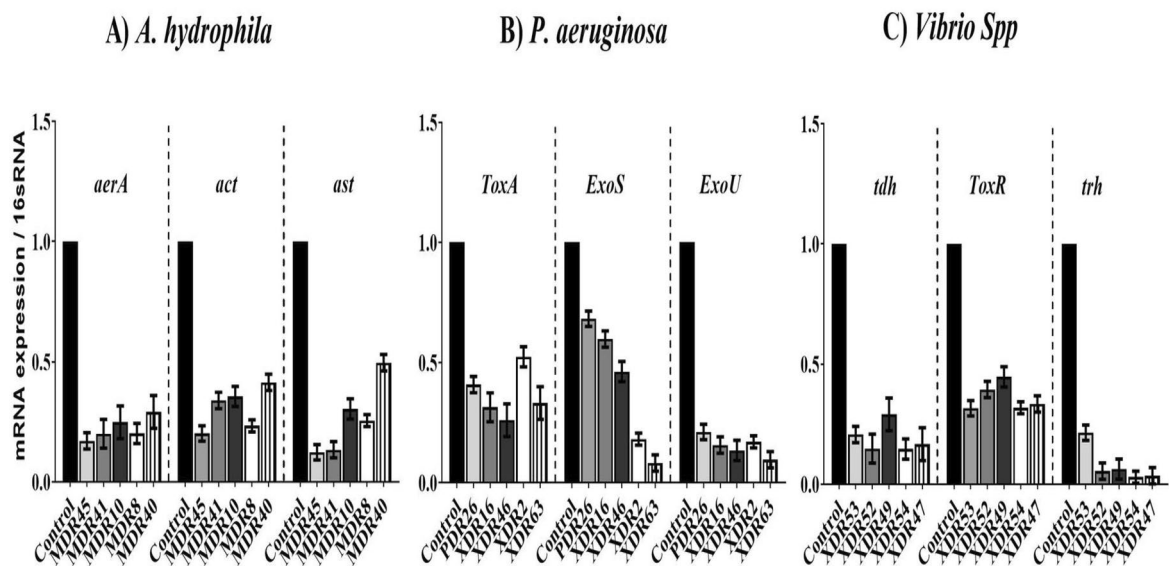 A) A. hydrophila
B) P. aeruginosa
C) Vibrio Spp
mRNA expression / 16sRNA
1.5
1.0
0.5
0.0
aerA
act
ast
Control
MDR45
MDR41
MDR10
MDR8
MDR40
Control
MDR45
MDR41
MDR10
MDR8
MDR40
Control
MDR45
MDR41
MDR10
MDR8
MDR40
1.5
1.0
0.5
0.0
ToxA
ExoS
ExoU
Control
PDR26
PDR16
XDR46
XDR2
XDR63
Control
PDR26
PDR16
XDR46
XDR2
XDR63
Control
PDR26
PDR16
XDR46
XDR2
XDR63
1.5
1.0
0.5
0.0
tdh
ToxR
trh
Control
XDR53
XDR52
XDR49
XDR54
XDR47
Control
XDR53
XDR52
XDR49
XDR54
XDR47
Control
XDR53
XDR52
XDR49
XDR54
XDR47